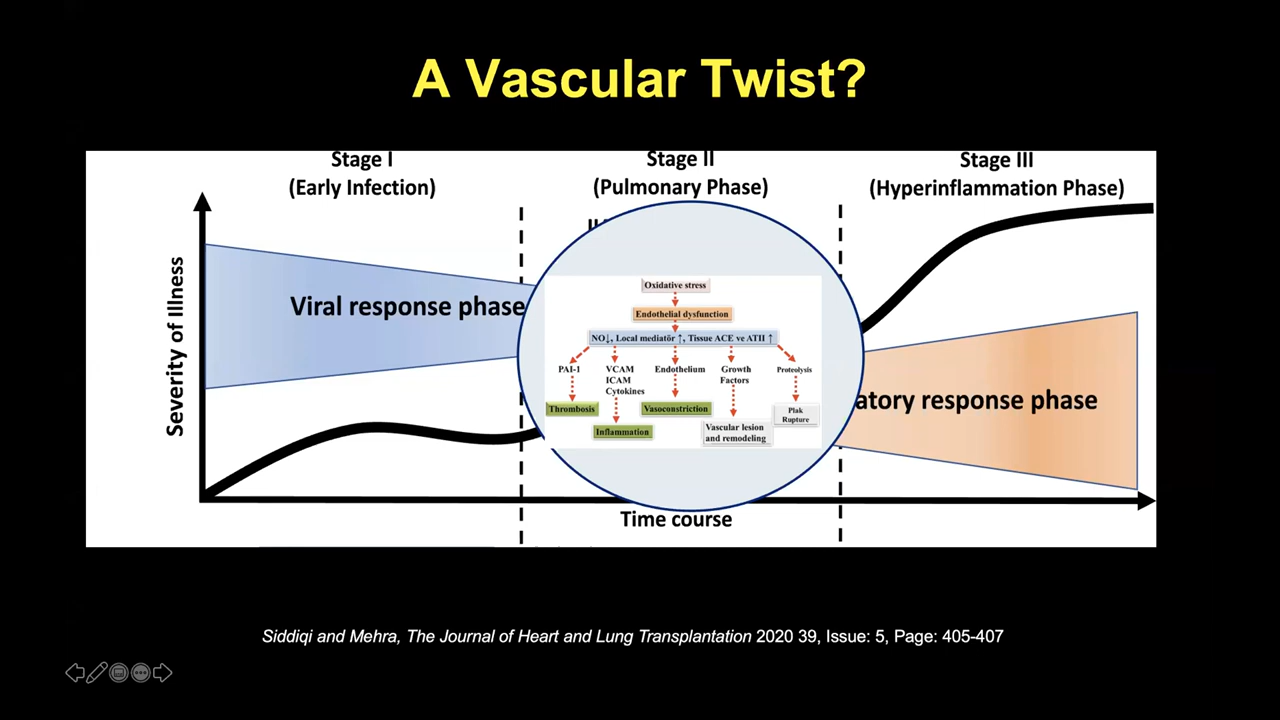 A Vascular Twist?
Stage I
(Early Infection)
Stage II
(Pulmonary Phase)
Stage III
(Hyperinflammation Phase)
Severity of Illness
Viral response phase
Oxidative stress
Endothelial dysfunction
NO↓, Local mediatör ↑, Tissue ACE ve ATII ↑
PAI-1
VCAM
ICAM
Cytokines
Endothelium
Growth
Factors
Proteolysis
Thrombosis
Inflammation
Vasoconstriction
Vascular lesion
and remodeling
Plak
Rupture
atory response phase
Time course
Siddiqi and Mehra, The Journal of Heart and Lung Transplantation 2020 39, Issue: 5, Page: 405-407